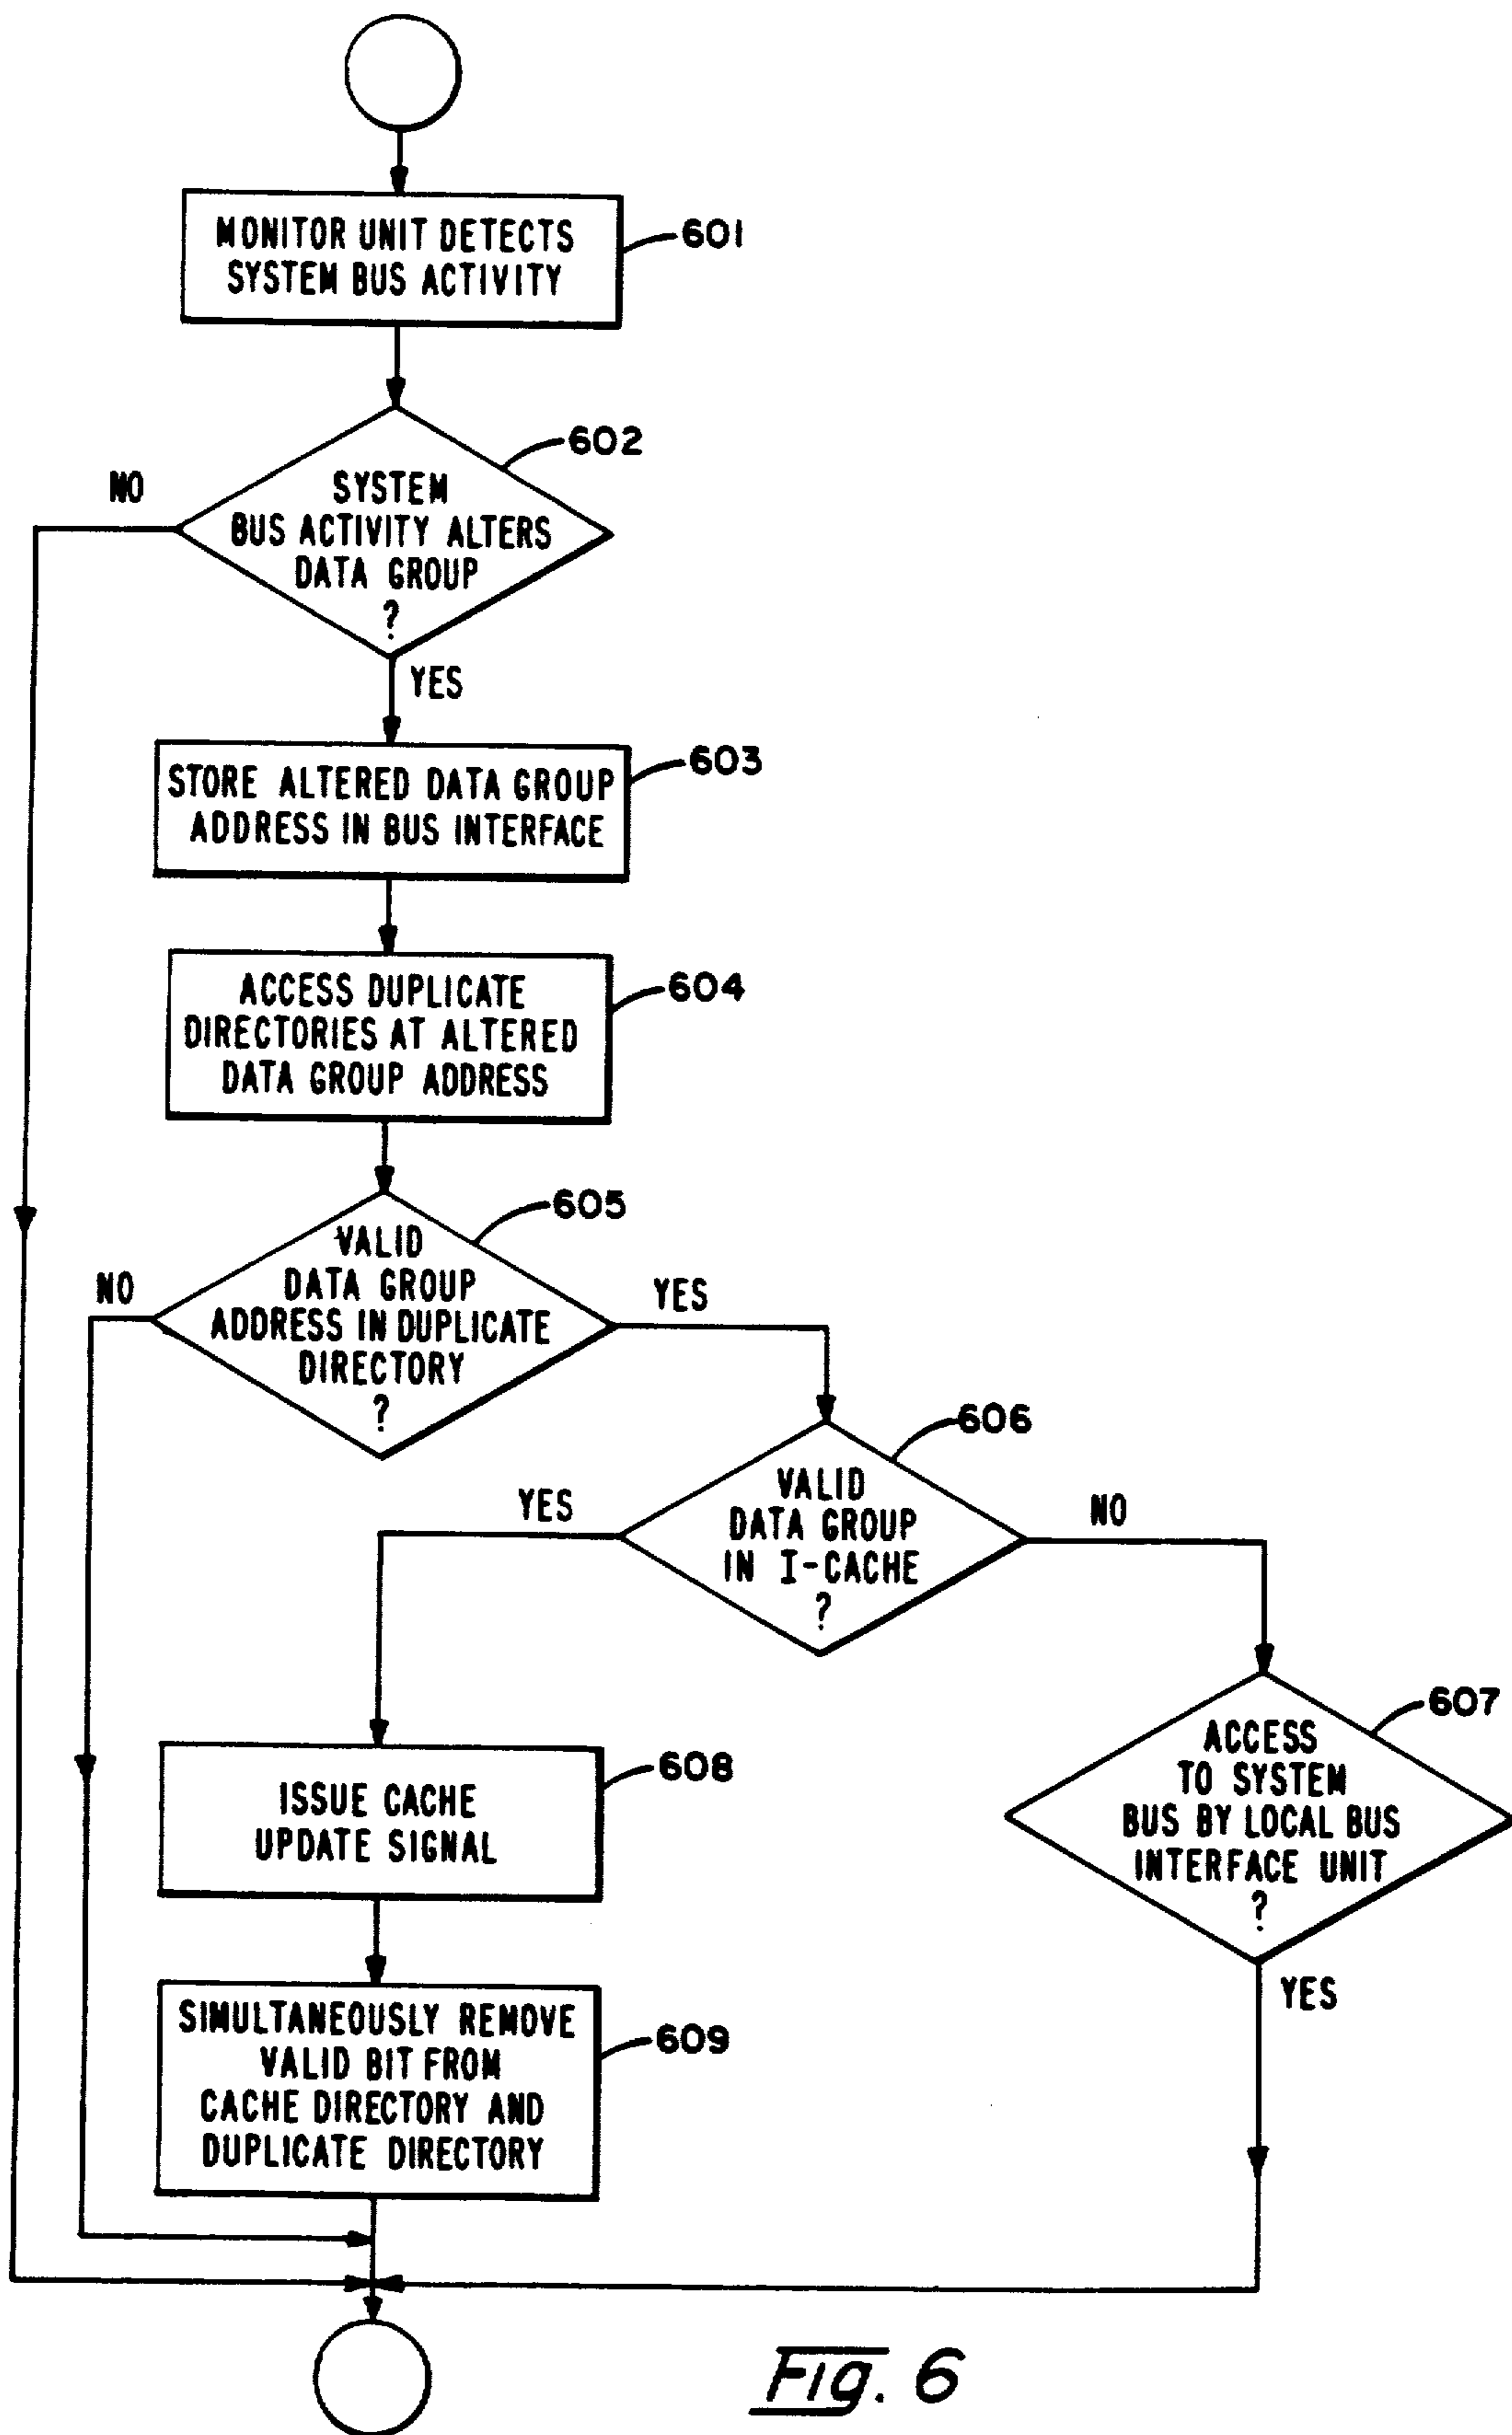 MONITOR UNIT DETECTS
SYSTEM BUS ACTIVITY
601
602
NO
SYSTEM
BUS ACTIVITY ALTERS
DATA GROUP
?
YES
603
STORE ALTERED DATA GROUP
ADDRESS IN BUS INTERFACE
604
ACCESS DUPLICATE
DIRECTORIES AT ALTERED
DATA GROUP ADDRESS
605
NO
VALID
DATA GROUP
ADDRESS IN DUPLICATE
DIRECTORY
?
YES
606
YES
VALID
DATA GROUP
IN I-CACHE
?
NO
607
ACCESS
TO SYSTEM
BUS BY LOCAL BUS
INTERFACE UNIT
?
YES
608
ISSUE CACHE
UPDATE SIGNAL
609
SIMULTANEOUSLY REMOVE
VALID BIT FROM
CACHE DIRECTORY AND
DUPLICATE DIRECTORY
Fig. 6